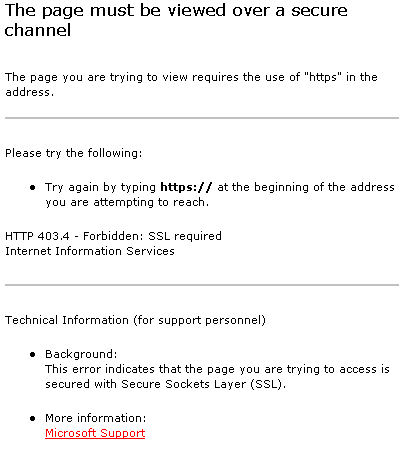 The page must be viewed over a secure
channel
The page you are trying to view requires the use of "https" in the
address.
Please try the following:
Try again by typing https:// at the beginning of the address
you are attempting to reach.
HTTP 403.4 - Forbidden: SSL required
Internet Information Services
Technical Information (for support personnel)
Background:
This error indicates that the page you are trying to access is
secured with Secure Sockets Layer (SSL).
More information:
Microsoft Support